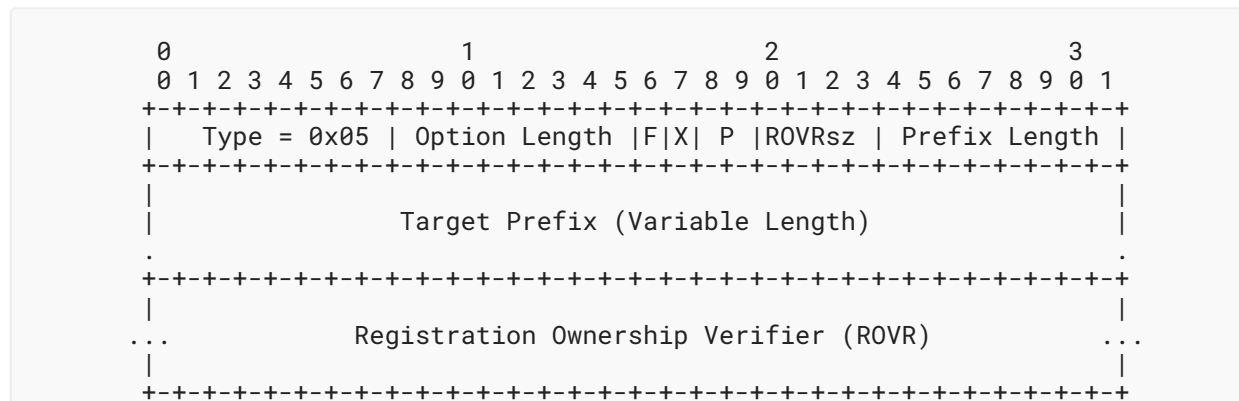 0                   1                   2                   3
 0 1 2 3 4 5 6 7 8 9 0 1 2 3 4 5 6 7 8 9 0 1 2 3 4 5 6 7 8 9 0 1
+-+-+-+-+-+-+-+-+-+-+-+-+-+-+-+-+-+-+-+-+-+-+-+-+-+-+-+-+-+-+-+-+
|   Type = 0x05 | Option Length |F|X| P |ROVRsz | Prefix Length |
+-+-+-+-+-+-+-+-+-+-+-+-+-+-+-+-+-+-+-+-+-+-+-+-+-+-+-+-+-+-+-+-+
|                                                               |
|                Target Prefix (Variable Length)                |
.                                                               .
+-+-+-+-+-+-+-+-+-+-+-+-+-+-+-+-+-+-+-+-+-+-+-+-+-+-+-+-+-+-+-+-+
|                                                               |
...            Registration Ownership Verifier (ROVR)           ...
|                                                               |
+-+-+-+-+-+-+-+-+-+-+-+-+-+-+-+-+-+-+-+-+-+-+-+-+-+-+-+-+-+-+-+-+